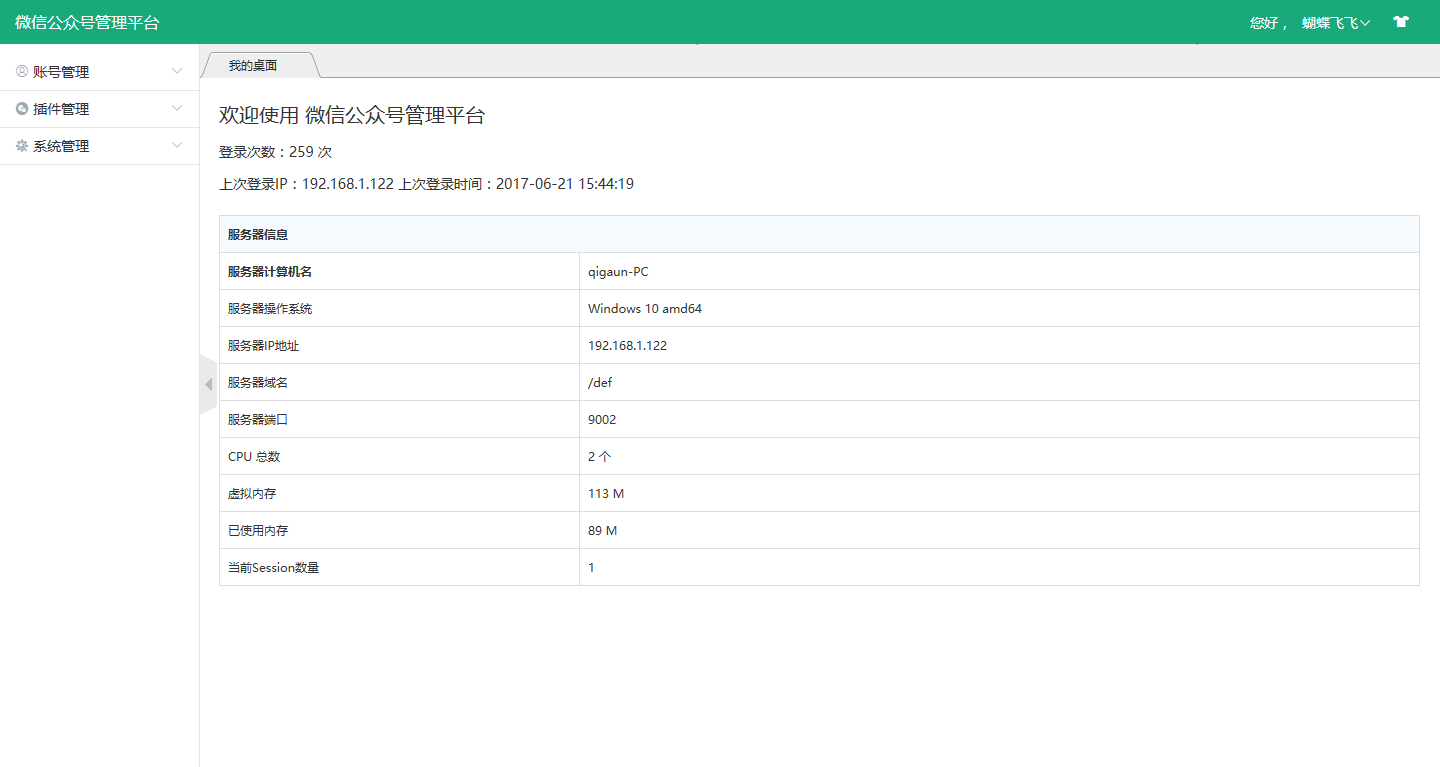 微信公众号管理平台
您好， 蝴蝶飞飞
账号管理
插件管理
系统管理
我的桌面
欢迎使用 微信公众号管理平台
登录次数：259 次
上次登录IP：192.168.1.122 上次登录时间：2017-06-21 15:44:19
服务器信息
服务器计算机名 qigaun-PC
服务器操作系统 Windows 10 amd64
服务器IP地址 192.168.1.122
服务器域名 /def
服务器端口 9002
CPU 总数 2 个
虚拟内存 113 M
已使用内存 89 M
当前Session数量 1